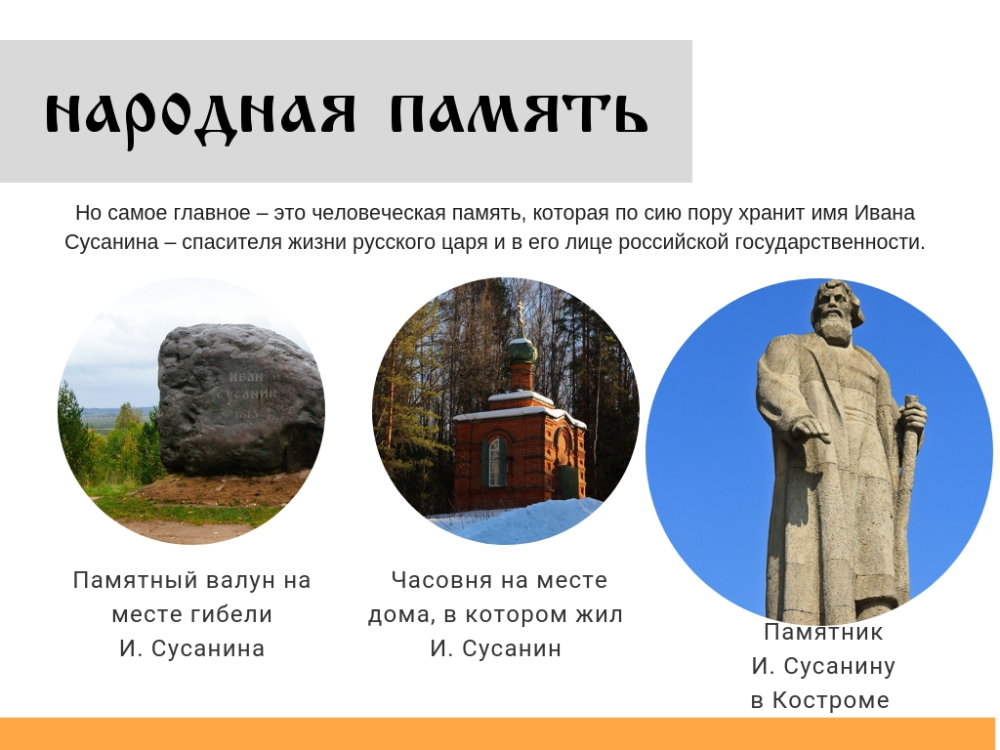 народная память
Но самое главное – это человеческая память, которая по сию пору хранит имя Ивана
Сусанина – спасителя жизни русского царя и в его лице российской государственности.
Иван
Сусанин
1613
Памятный валун на
месте гибели
И. Сусанина
Часовня на месте
дома, в котором жил
И. Сусанин
Памятник
И. Сусанину
в Костроме